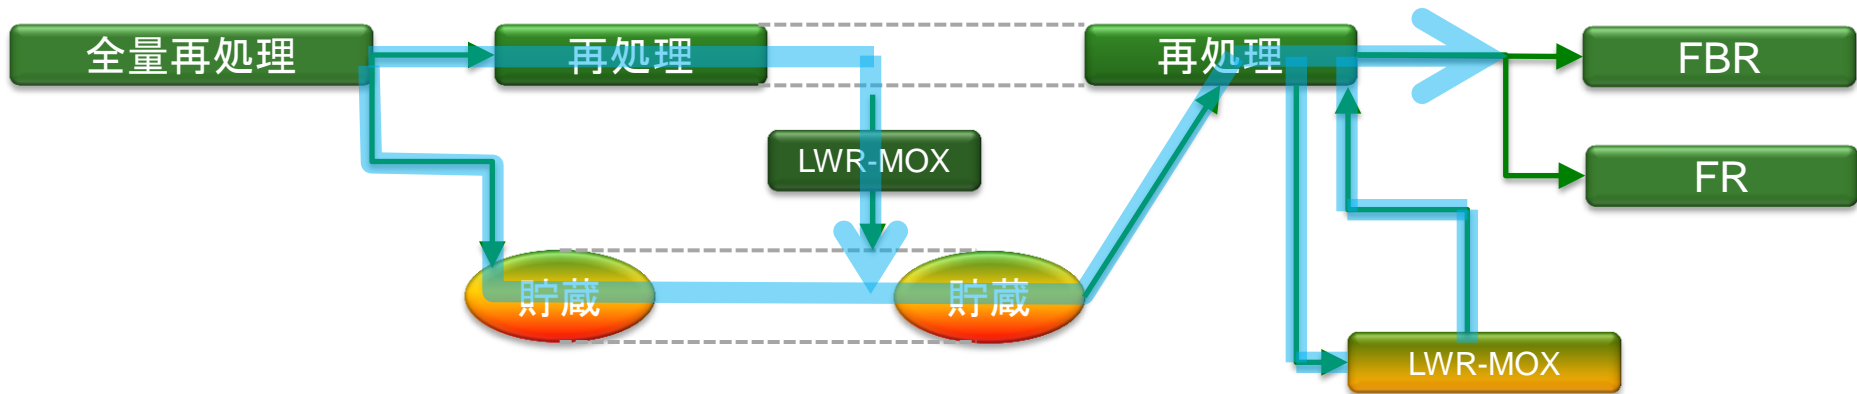 全量再処理
再処理
再処理
FBR
LWR-MOX
FR
貯蔵
貯蔵
LWR-MOX